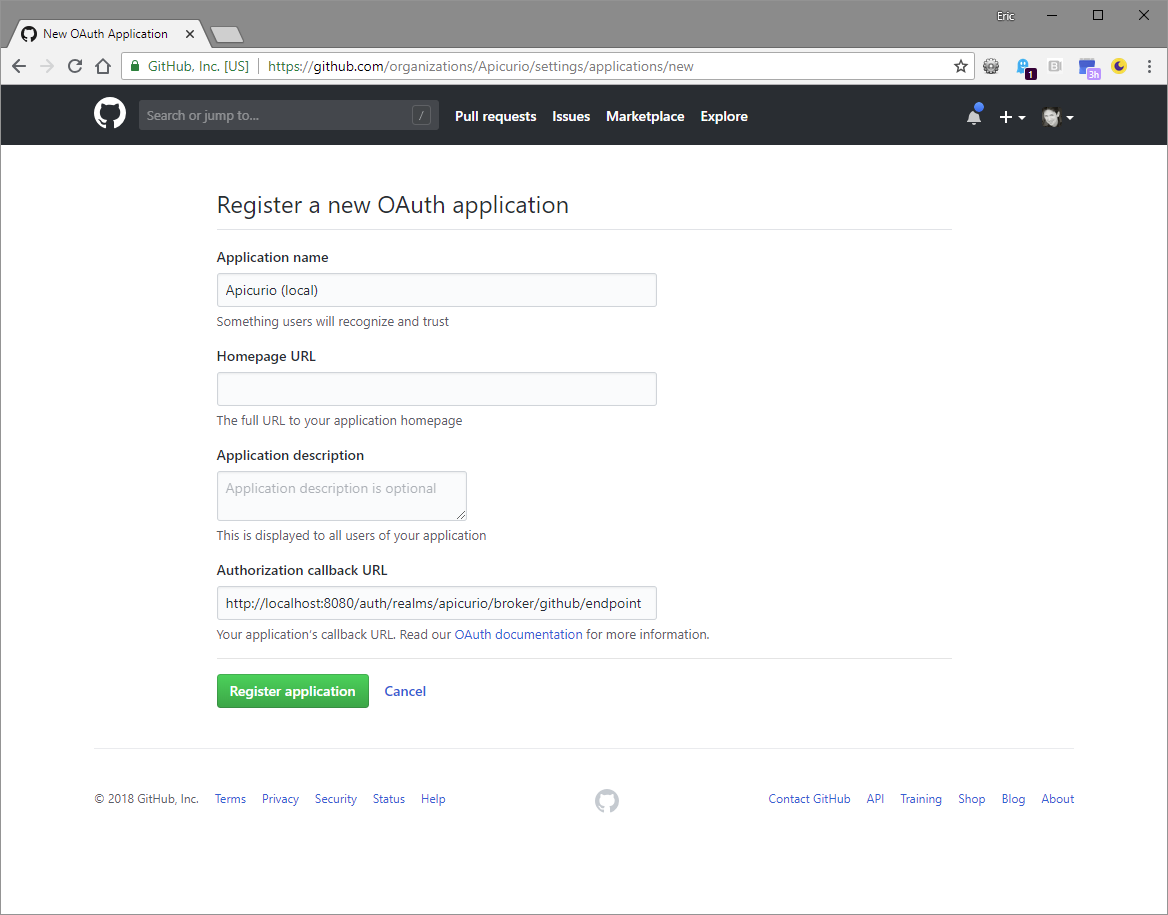 Eric
New OAuth Application
GitHub, Inc. [US] https://github.com/organizations/Apicurio/settings/applications/new
1
B
3h
Search or jump to... /
Pull requests Issues Marketplace Explore
Register a new OAuth application
Application name
Apicurio (local)
Something users will recognize and trust
Homepage URL
The full URL to your application homepage
Application description
Application description is optional
This is displayed to all users of your application
Authorization callback URL
http://localhost:8080/auth/realms/apicurio/broker/github/endpoint
Your application's callback URL. Read our OAuth documentation for more information.
Register application Cancel
© 2018 GitHub, Inc. Terms Privacy Security Status Help Contact GitHub API Training Shop Blog About